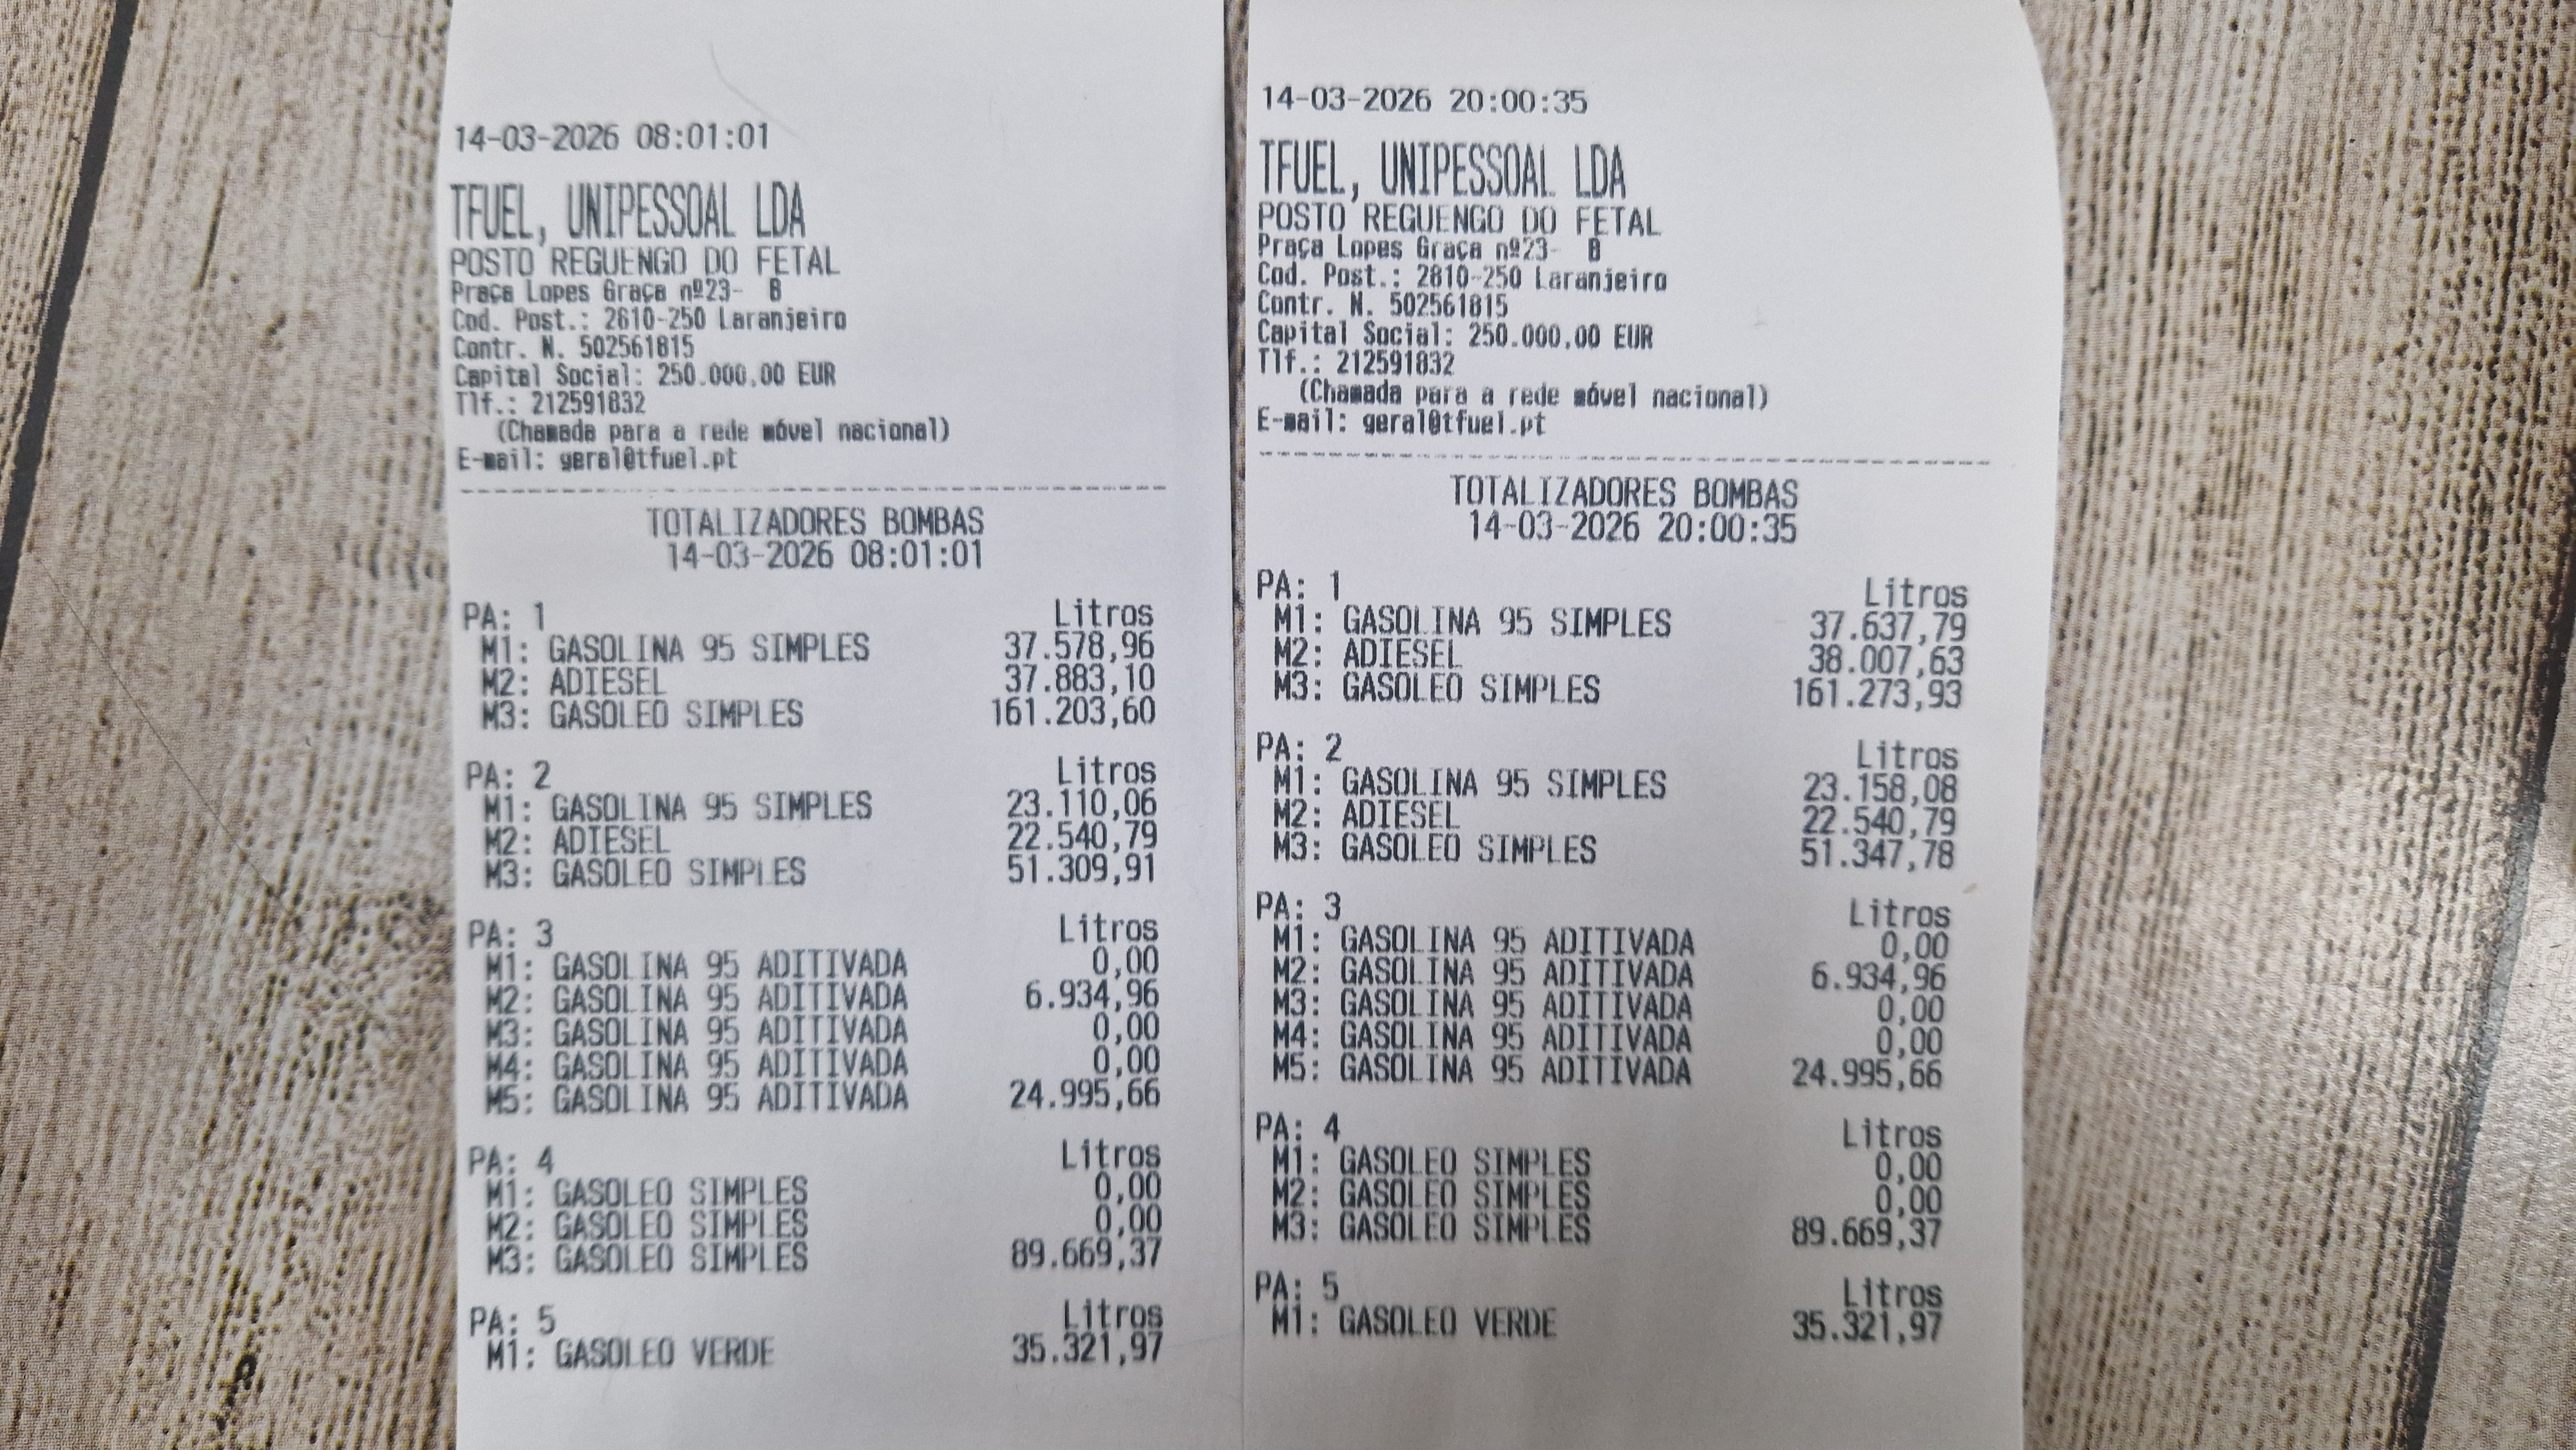 14-03-2026 08:01:01
TFUEL, UNIPESSOAL LDA
POSTO REGUENGO DO FETAL
Praça Lopes Graça nº23-  B
Cod. Post.: 2810-250 Laranjeiro
Contr. N. 502561815
Capital Social: 250.000,00 EUR
Tlf.: 212591832
(Chamada para a rede móvel nacional)
E-mail: geral@tfuel.pt
TOTALIZADORES BOMBAS
14-03-2026 08:01:01
PA: 1 Litros
M1: GASOLINA 95 SIMPLES 37.578,96
M2: ADIESEL 37.883,10
M3: GASOLEO SIMPLES 161.203,60
PA: 2 Litros
M1: GASOLINA 95 SIMPLES 23.110,06
M2: ADIESEL 22.540,79
M3: GASOLEO SIMPLES 51.309,91
PA: 3 Litros
M1: GASOLINA 95 ADITIVADA 0,00
M2: GASOLINA 95 ADITIVADA 6.934,96
M3: GASOLINA 95 ADITIVADA 0,00
M4: GASOLINA 95 ADITIVADA 0,00
M5: GASOLINA 95 ADITIVADA 24.995,66
PA: 4 Litros
M1: GASOLEO SIMPLES 0,00
M2: GASOLEO SIMPLES 0,00
M3: GASOLEO SIMPLES 89.669,37
PA: 5 Litros
M1: GASOLEO VERDE 35.321,97
14-03-2026 20:00:35
TFUEL, UNIPESSOAL LDA
POSTO REGUENGO DO FETAL
Praça Lopes Graça nº23-  B
Cod. Post.: 2810-250 Laranjeiro
Contr. N. 502561815
Capital Social: 250.000,00 EUR
Tlf.: 212591832
(Chamada para a rede móvel nacional)
E-mail: geral@tfuel.pt
TOTALIZADORES BOMBAS
14-03-2026 20:00:35
PA: 1 Litros
M1: GASOLINA 95 SIMPLES 37.637,79
M2: ADIESEL 38.007,63
M3: GASOLEO SIMPLES 161.273,93
PA: 2 Litros
M1: GASOLINA 95 SIMPLES 23.158,08
M2: ADIESEL 22.540,79
M3: GASOLEO SIMPLES 51.347,78
PA: 3 Litros
M1: GASOLINA 95 ADITIVADA 0,00
M2: GASOLINA 95 ADITIVADA 6.934,96
M3: GASOLINA 95 ADITIVADA 0,00
M4: GASOLINA 95 ADITIVADA 0,00
M5: GASOLINA 95 ADITIVADA 24.995,66
PA: 4 Litros
M1: GASOLEO SIMPLES 0,00
M2: GASOLEO SIMPLES 0,00
M3: GASOLEO SIMPLES 89.669,37
PA: 5 Litros
M1: GASOLEO VERDE 35.321,97